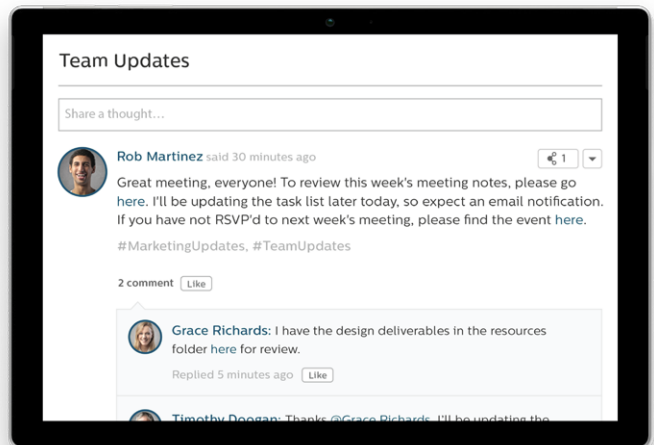 Team Updates
Share a thought...
Rob Martinez said 30 minutes ago
1
Great meeting, everyone! To review this week's meeting notes, please go
here. I'll be updating the task list later today, so expect an email notification.
If you have not RSVP'd to next week's meeting, please find the event here.
#MarketingUpdates, #TeamUpdates
2 comment Like
Grace Richards: I have the design deliverables in the resources
folder here for review.
Replied 5 minutes ago Like
Timothy Doogan: Thanks @Grace Richards. I'll be updating the